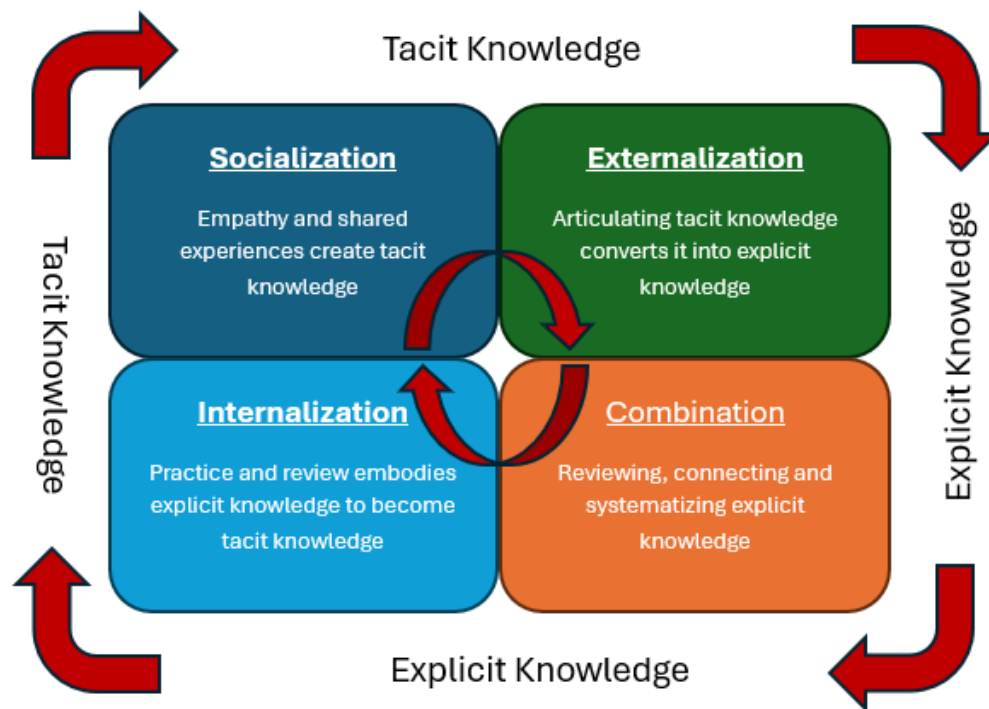 Tacit Knowledge
Socialization
Empathy and shared
experiences create tacit
knowledge
Externalization
Articulating tacit knowledge
converts it into explicit
knowledge
Tacit Knowledge
Explicit Knowledge
Internalization
Practice and review embodies
explicit knowledge to become
tacit knowledge
Combination
Reviewing, connecting and
systematizing explicit
knowledge
Explicit Knowledge